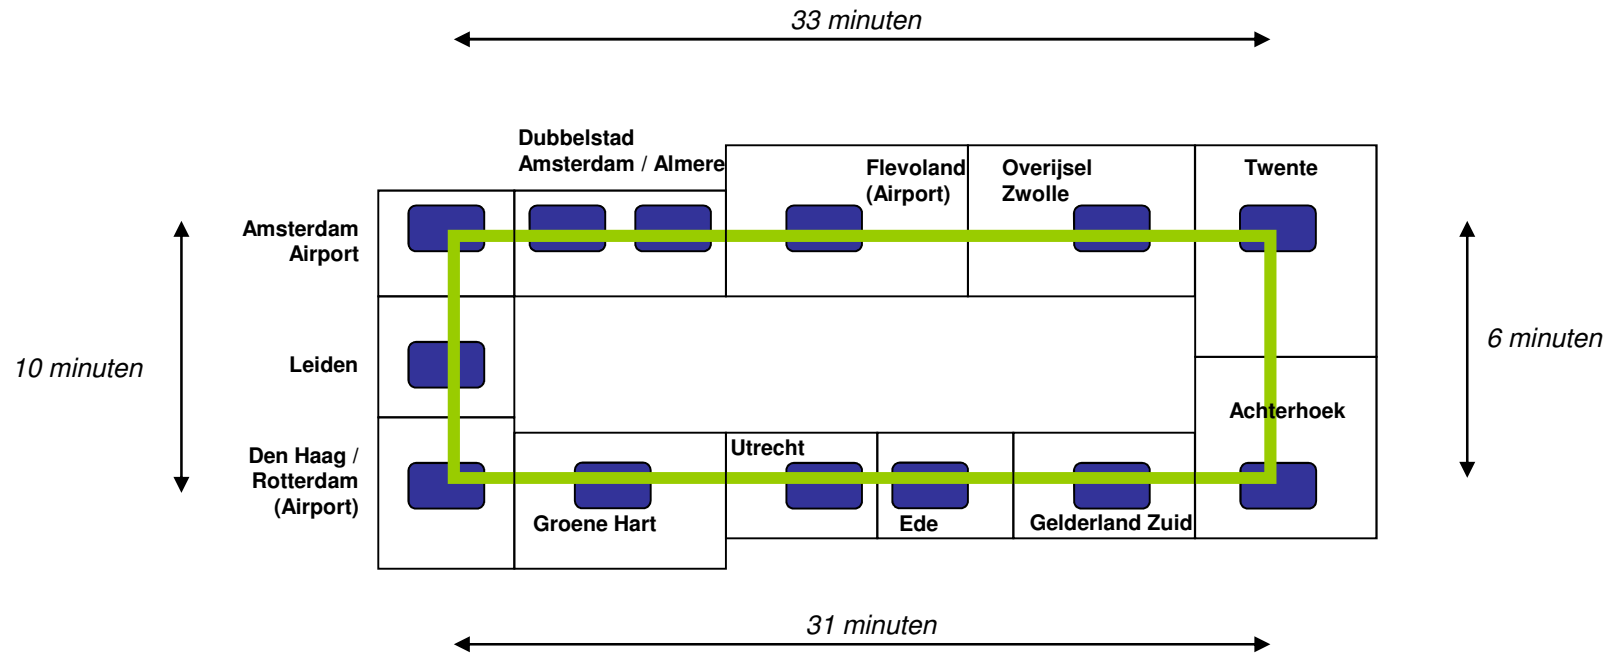 33 minuten
Dubbelstad
Amsterdam / Almere
Flevoland
(Airport)
Overijsel
Zwolle
Twente
Amsterdam
Airport
10 minuten
Leiden
6 minuten
Achterhoek
Den Haag /
Rotterdam
(Airport)
Utrecht
Groene Hart
Ede
Gelderland Zuid
31 minuten